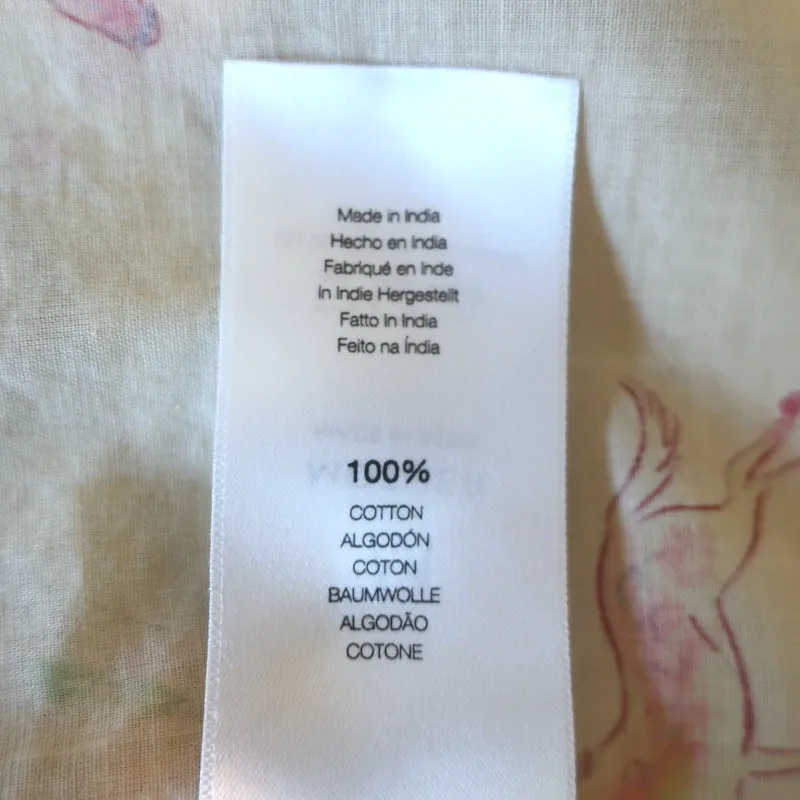 Made in India
Hecho en India
Fabriqué en Inde
In Indie Hergestellt
Fatto In India
Feito na Índia
100%
COTTON
ALGODÓN
COTON
BAUMWOLLE
ALGODÃO
COTONE